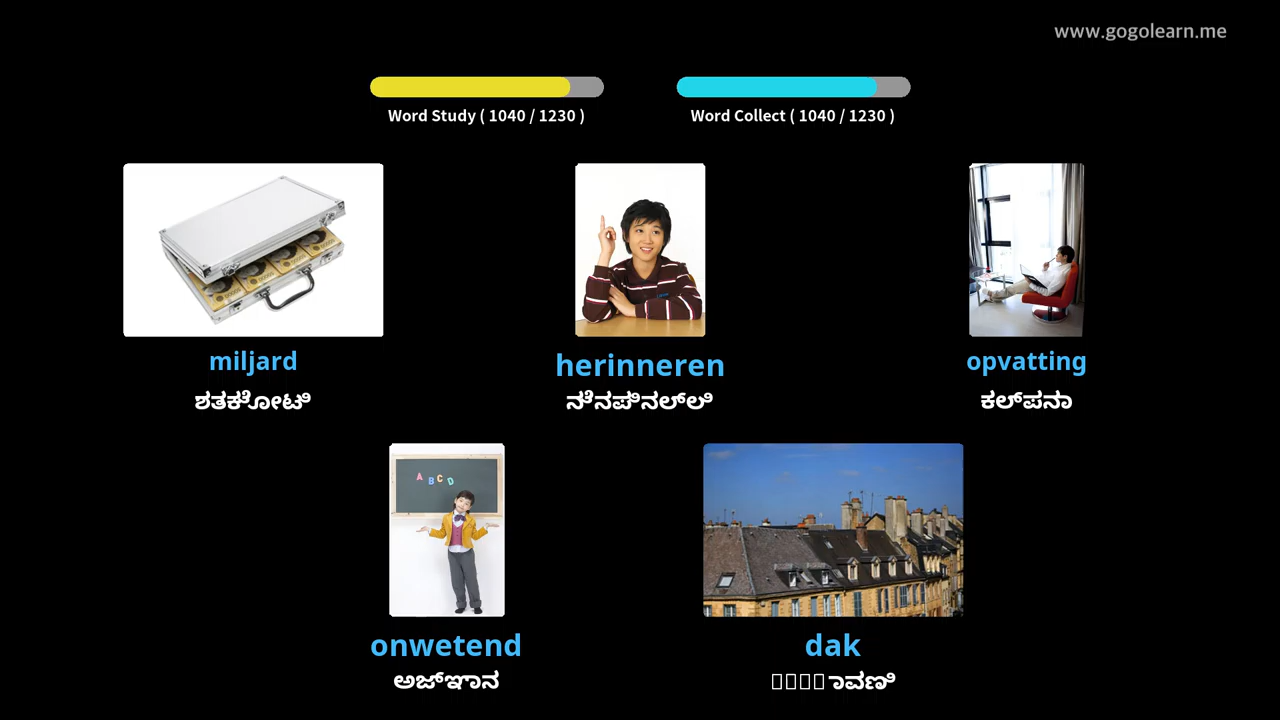 www.gogolearn.me
Word Study ( 1040 / 1230 )
Word Collect ( 1040 / 1230 )
miljard
herinneren
opvatting
ಶತಕೋಟಿ
ನೆನಪಿನಲ್ಲಿ
ಕಲ್ಪನಾ
A B C D
onwetend
dak
ಅಜ್ಞಾನ